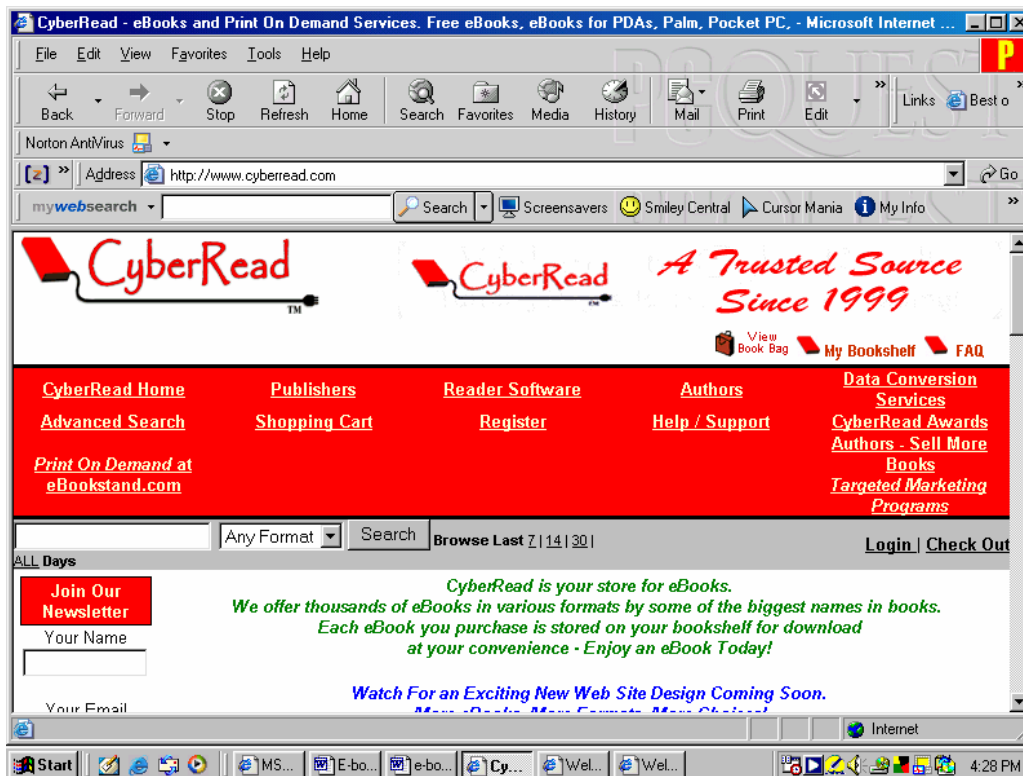 CyberRead - eBooks and Print On Demand Services. Free eBooks, eBooks for PDAs, Palm, Pocket PC, - Microsoft Internet ...
File Edit View Favorites Tools Help
P
Back Forward Stop Refresh Home Search Favorites Media History Mail Print Edit » Links Best o »
Norton AntiVirus
[z] » Address http://www.cyberread.com Go
mywebsearch Search Screensavers Smiley Central Cursor Mania My Info »
CyberRead TM
CyberRead
A Trusted Source
Since 1999
View
Book Bag My Bookshelf FAQ
CyberRead Home Publishers Reader Software Authors Data Conversion
Services
Advanced Search Shopping Cart Register Help / Support CyberRead Awards
Authors - Sell More
Books
Print On Demand at
eBookstand.com
Targeted Marketing
Programs
Any Format Search Browse Last 7 | 14 | 30 |
ALL Days
Login | Check Out
Join Our
Newsletter
Your Name
Your Email
CyberRead is your store for eBooks.
We offer thousands of eBooks in various formats by some of the biggest names in books.
Each eBook you purchase is stored on your bookshelf for download
at your convenience - Enjoy an eBook Today!
Watch For an Exciting New Web Site Design Coming Soon.
More eBooks, More Formats, More Choices!
Internet
Start MS... E-bo... e-bo... Cy... Wel... Wel... 4:28 PM